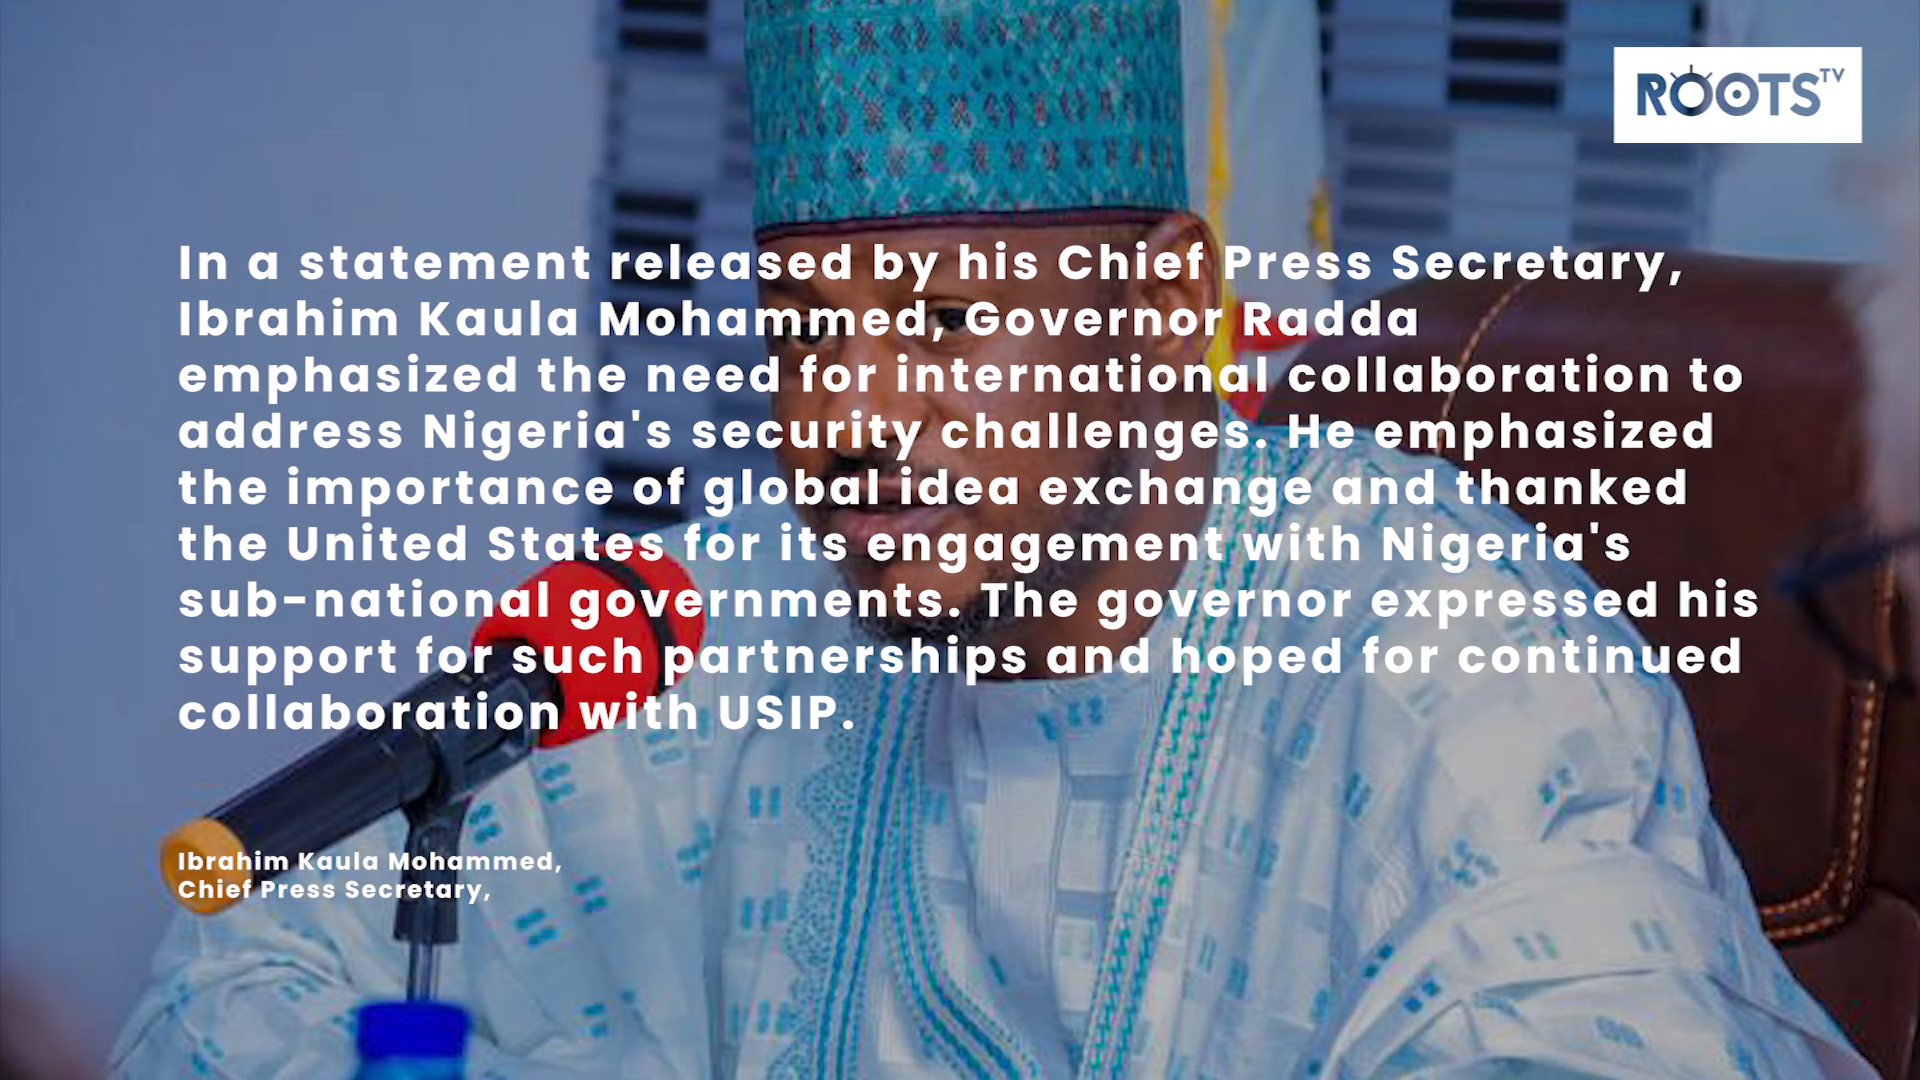 ROOTS TV
In a statement released by his Chief Press Secretary,
Ibrahim Kaula Mohammed, Governor Radda
emphasized the need for international collaboration to
address Nigeria's security challenges. He emphasized
the importance of global idea exchange and thanked
the United States for its engagement with Nigeria's
sub-national governments. The governor expressed his
support for such partnerships and hoped for continued
collaboration with USIP.
Ibrahim Kaula Mohammed,
Chief Press Secretary,